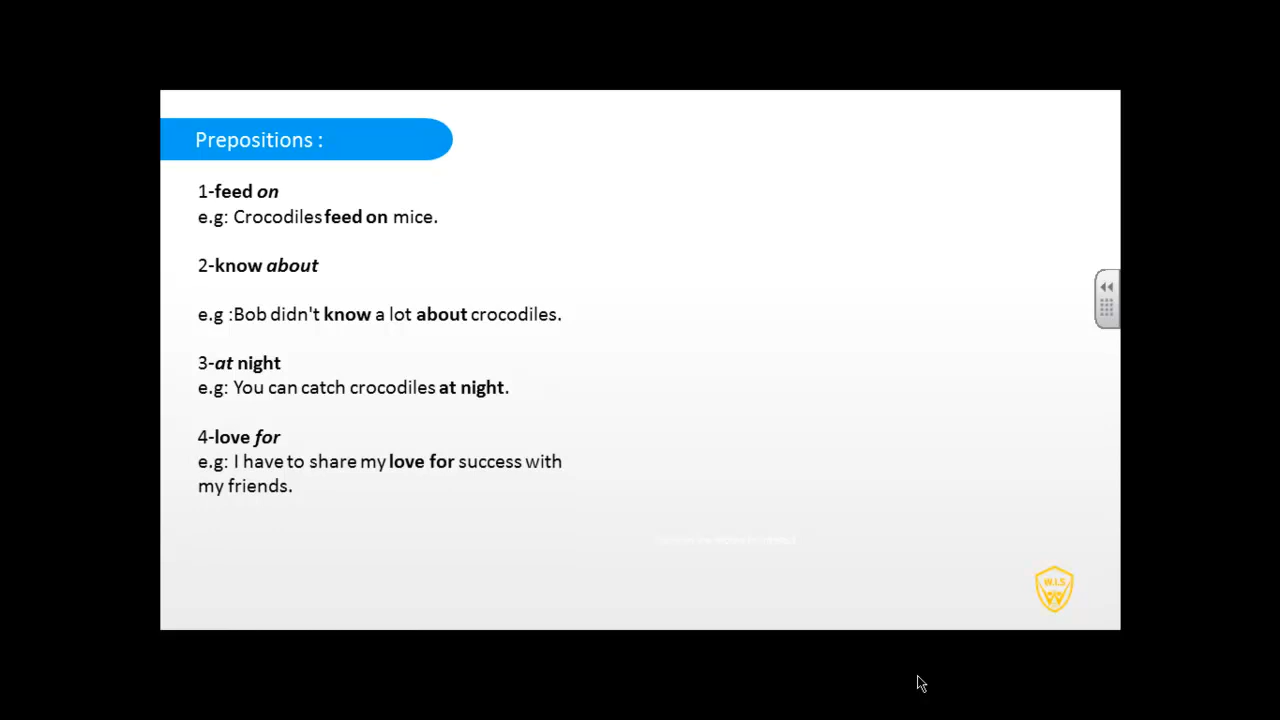 Prepositions :
1-feed on
e.g: Crocodiles feed on mice.
2-know about
e.g :Bob didn't know a lot about crocodiles.
3-at night
e.g: You can catch crocodiles at night.
4-love for
e.g: I have to share my love for success with
my friends.
W.I.S